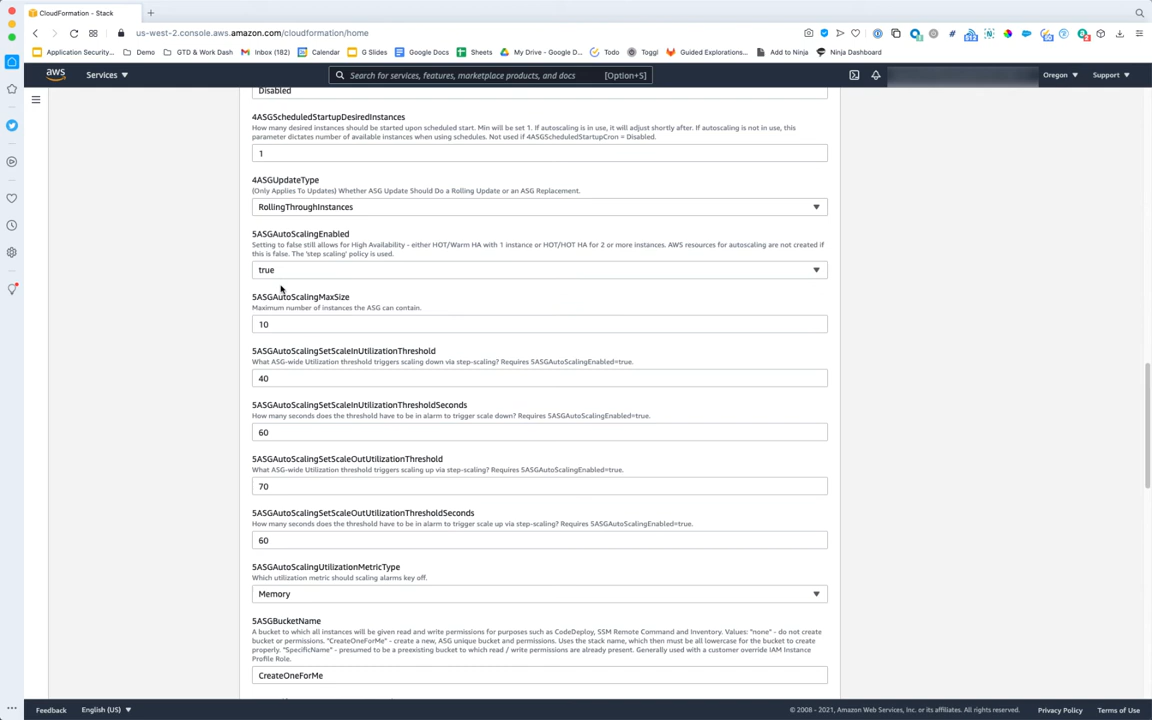 CloudFormation - Stack
us-west-2.console.aws.amazon.com/cloudformation/home
Application Security...
Demo
GTD & Work Dash
Inbox (182)
Calendar
G Slides
Google Docs
Sheets
My Drive - Google D...
Todo
Toggl
Guided Explorations...
Add to Ninja
Ninja Dashboard
aws
Services
Search for services, features, marketplace products, and docs
[Option+S]
Oregon
Support
Disabled
4ASGScheduledStartupDesiredInstances
How many desired instances should be started upon scheduled start. Min will be set 1. If autoscaling is in use, it will adjust shortly after. If autoscaling is not in use, this
parameter dictates number of available instances when using schedules. Not used if 4ASGScheduledStartupCron = Disabled.
1
4ASGUpdateType
(Only Applies To Updates) Whether ASG Update Should Do a Rolling Update or an ASG Replacement.
RollingThroughInstances
5ASGAutoScalingEnabled
Setting to false still allows for High Availability - either HOT/Warm HA with 1 instance or HOT/HOT HA for 2 or more instances. AWS resources for autoscaling are not created if
this is false. The 'step scaling' policy is used.
true
5ASGAutoScalingMaxSize
Maximum number of instances the ASG can contain.
10
5ASGAutoScalingSetScaleInUtilizationThreshold
What ASG-wide Utilization threshold triggers scaling down via step-scaling? Requires 5ASGAutoScalingEnabled=true.
40
5ASGAutoScalingSetScaleInUtilizationThresholdSeconds
How many seconds does the threshold have to be in alarm to trigger scale down? Requires 5ASGAutoScalingEnabled=true.
60
5ASGAutoScalingSetScaleOutUtilizationThreshold
What ASG-wide Utilization threshold triggers scaling up via step-scaling? Requires 5ASGAutoScalingEnabled=true.
70
5ASGAutoScalingSetScaleOutUtilizationThresholdSeconds
How many seconds does the threshold have to be in alarm to trigger scale up via step-scaling? Requires 5ASGAutoScalingEnabled=true.
60
5ASGAutoScalingUtilizationMetricType
Which utilization metric should scaling alarms key off.
Memory
5ASGBucketName
A bucket to which all instances will be given read and write permissions for purposes such as CodeDeploy, SSM Remote Command and Inventory. Values: "none" - do not create
bucket or permissions. "CreateOneForMe" - create a new, ASG unique bucket and permissions. Uses the stack name, which then must be all lowercase for the bucket to create
properly. "SpecificName" - presumed to be a preexisting bucket to which read / write permissions are already present. Generally used with a customer override IAM Instance
Profile Role.
CreateOneForMe
Feedback
English (US)
© 2008 - 2021, Amazon Web Services, Inc. or its affiliates. All rights reserved.
Privacy Policy
Terms of Use